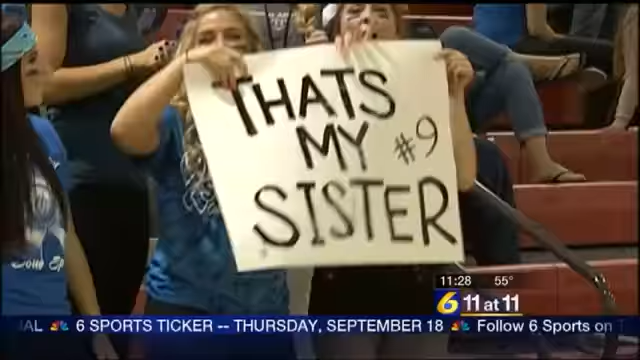 THATS
MY #9
SISTER
11:28 55°
6 11 at 11
IAL 6 SPORTS TICKER -- THURSDAY, SEPTEMBER 18 Follow 6 Sports on T